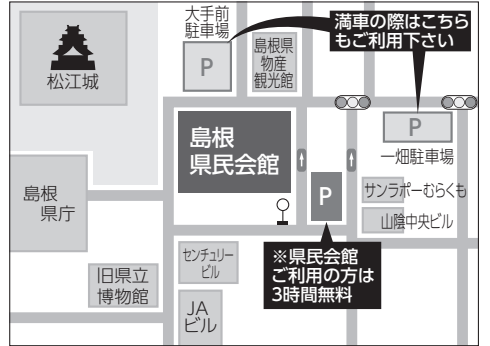 大手前
駐車場
P
満車の際はこちら
もご利用下さい
島根県
物産
観光館
松江城
P
一畑駐車場
島根
県民会館
P
サンラポーむらくも
山陰中央ビル
島根
県庁
※県民会館
ご利用の方は
3時間無料
センチュリー
ビル
旧県立
博物館
JA
ビル